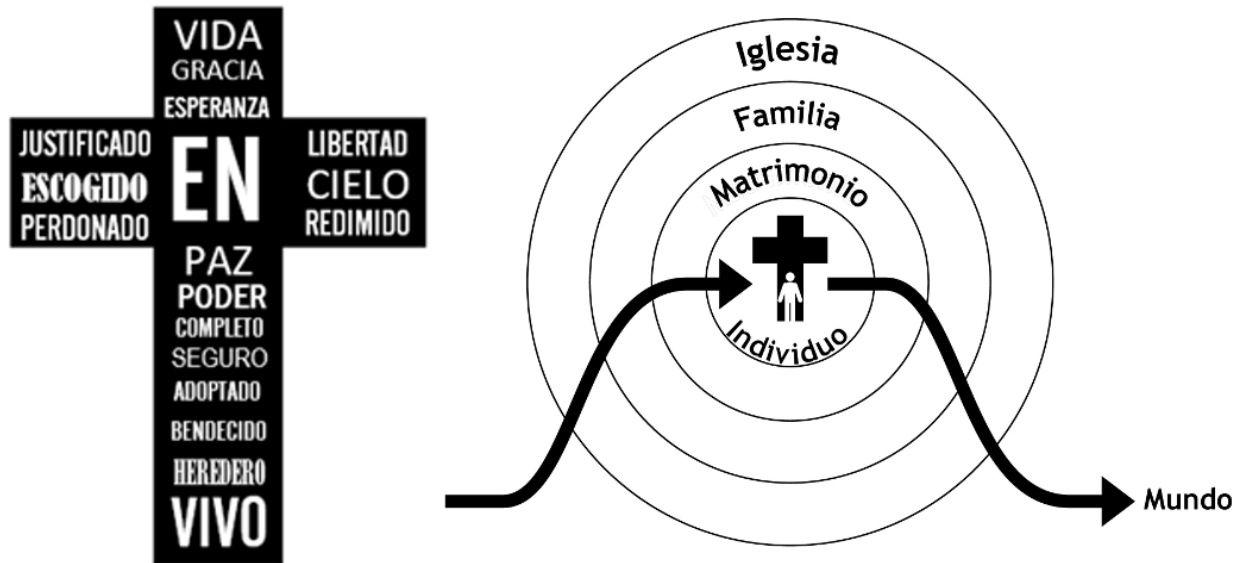 VIDA
GRACIA
ESPERANZA
JUSTIFICADO
ESCOGIDO
PERDONADO
EN
LIBERTAD
CIELO
REDIMIDO
PAZ
PODER
COMPLETO
SEGURO
ADOPTADO
BENDECIDO
HEREDERO
VIVO
Iglesia
Familia
Matrimonio
Individuo
Mundo